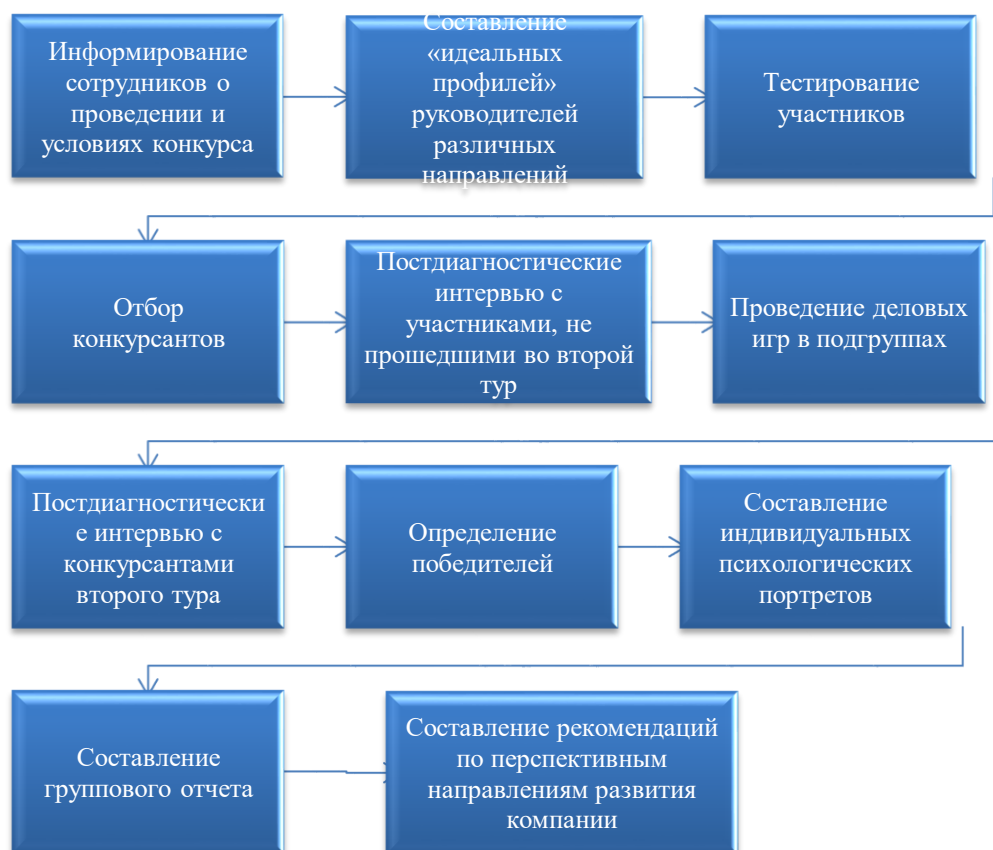 Информирование
сотрудников о
проведении и
условиях конкурса
Составление
«идеальных
профилей»
руководителей
различных
направлений
Тестирование
участников
Отбор
конкурсантов
Постдиагностические
интервью с
участниками, не
прошедшими во второй
тур
Проведение деловых
игр в подгруппах
Постдиагностически
е интервью с
конкурсантами
второго тура
Определение
победителей
Составление
индивидуальных
психологических
портретов
Составление
группового отчета
Составление рекомендаций
по перспективным
направлениям развития
компании